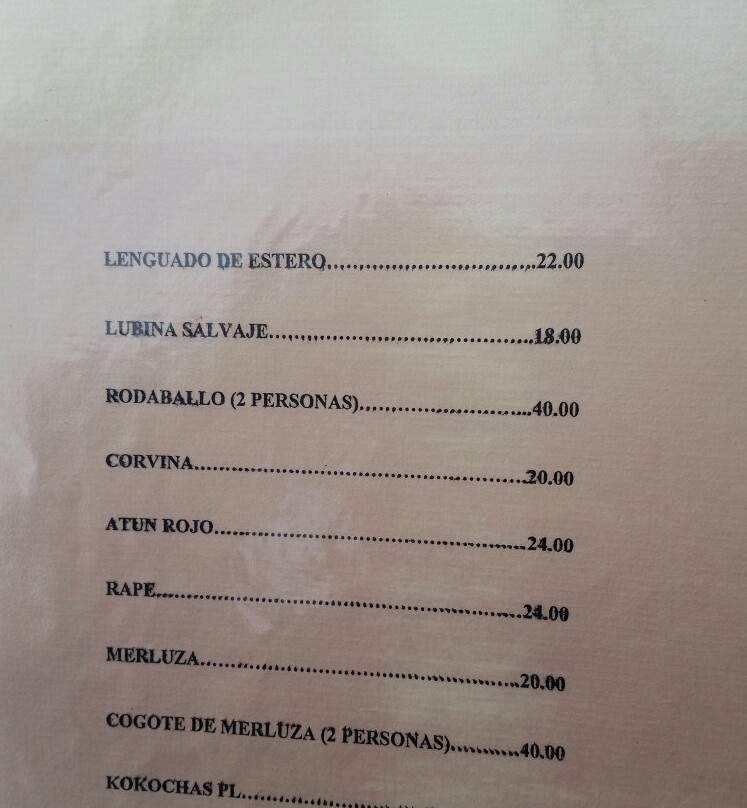 LENGUADO DE ESTERO..................................22.00
LUBINA SALVAJE...........................................18.00
RODABALLO (2 PERSONAS)............................40.00
CORVINA......................................................20.00
ATUN ROJO..................................................24.00
RAPE...........................................................24.00
MERLUZA.....................................................20.00
COGOTE DE MERLUZA (2 PERSONAS)...........40.00
KOKOCHAS PL................................